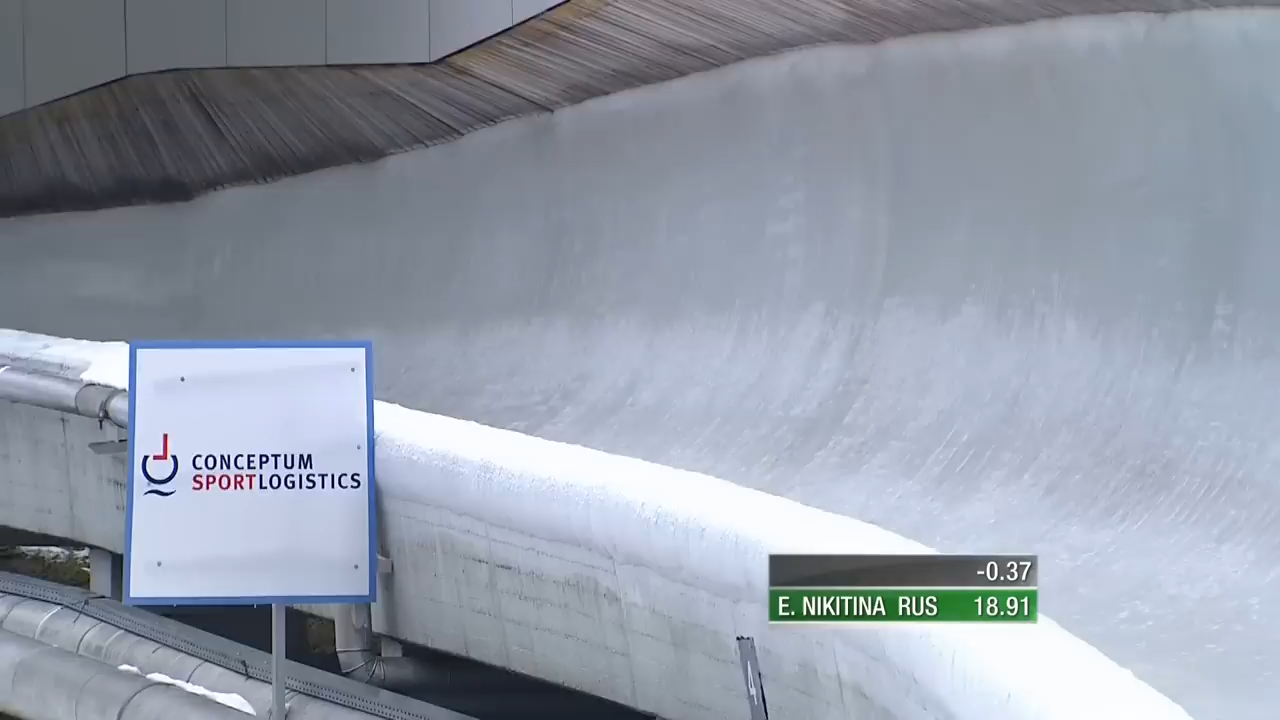 CONCEPTUM
SPORTLOGISTICS
-0.37
E. NIKITINA RUS 18.91
4